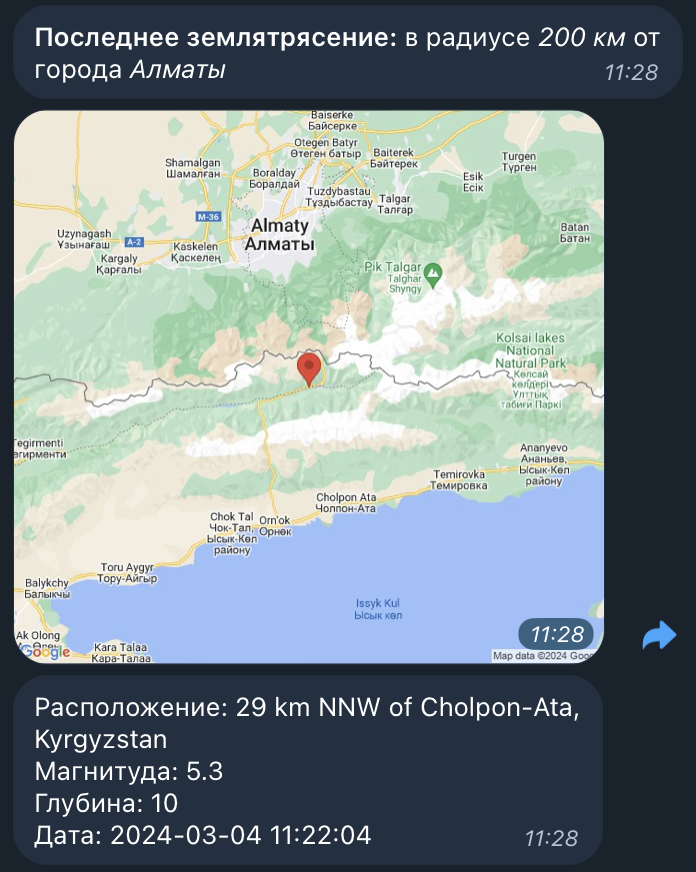 Последнее землятрясение: в радиусе 200 км от
города Алматы
11:28
Baiserke
Байсерке
Otegen Batyr
Өтеген батыр
Shamalgan
Шамалған
Boralday
Боралдай
Baiterek
Бәйтерек
Turgen
Түрген
Esik
Есік
Tuzdybastau
Тұздыбастау
Talgar
Талғар
M-36
Almaty
Алматы
Uzynagash
Ұзынағаш
A-2
Kaskelen
Қаскелең
Kargaly
Қарғалы
Batan
Батан
Pik Talgar
Talghar
Shyngy
Kolsai lakes
National
Natural Park
Көлсай
көлдері
Ұлттық
табиғи Паркі
Tegirmenti
егирменти
Ananyevo
Ананьев,
Ысык-Көл
району
Temirovka
Темировка
Cholpon Ata
Чолпон-Ата
Chok Tal
Чок-Тал,
Ысык-Көл
району
Orn'ok
Орнөк
Toru Aygyr
Тору-Айгыр
Balykchy
Балыкчы
Issyk Kul
Ысык көл
Ak Olong
Kara Talaa
Кара-Талаа
Google
11:28
Map data ©2024 Goo
Расположение: 29 km NNW of Cholpon-Ata,
Kyrgyzstan
Магнитуда: 5.3
Глубина: 10
Дата: 2024-03-04 11:22:04
11:28